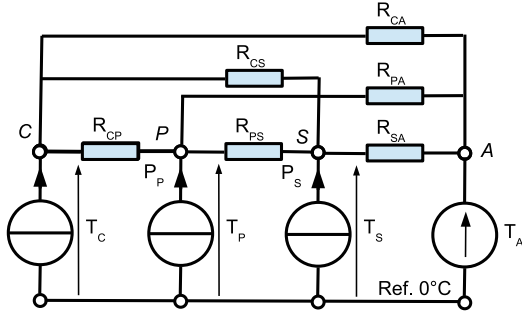 R_CA
R_CS
R_PA
C R_CP P R_PS S R_SA A
P_P P_S
T_C T_P T_S T_A
Ref. 0°C